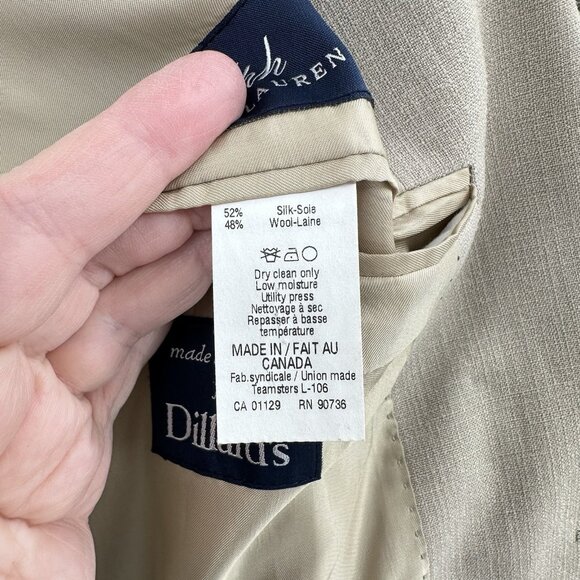 LAUREN
52% Silk-Soie
48% Wool-Laine
Dry clean only
Low moisture
Utility press
Nettoyage à sec
Repasser à basse
température
MADE IN / FAIT AU
CANADA
Fab.syndicale / Union made
Teamsters L-106
CA 01129 RN 90736
made
Dillard's